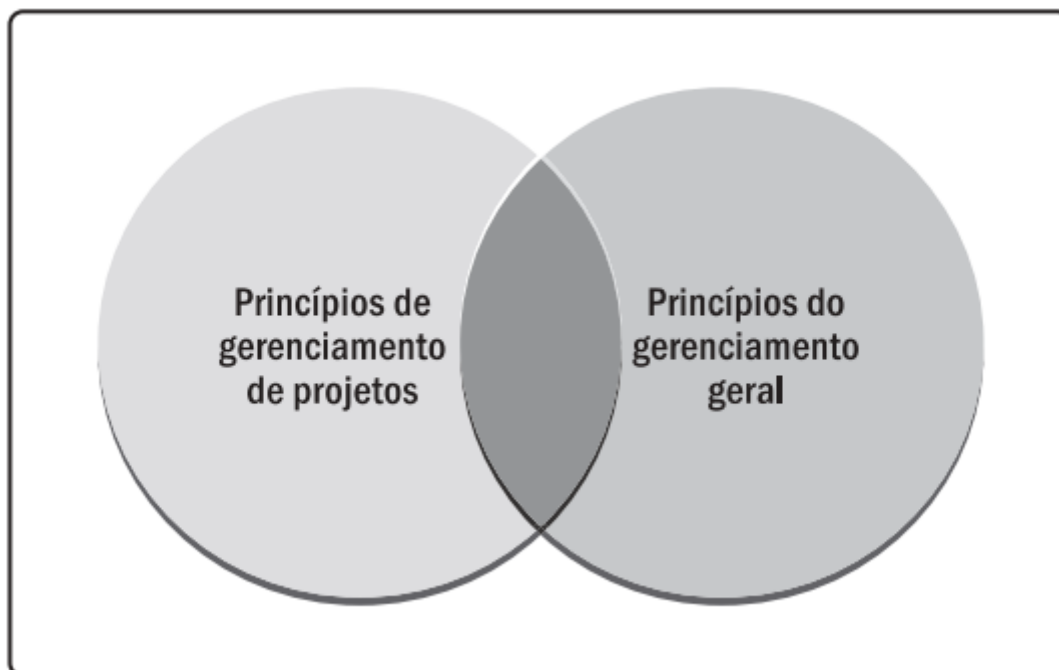 Princípios de
gerenciamento
de projetos
Princípios do
gerenciamento
geral